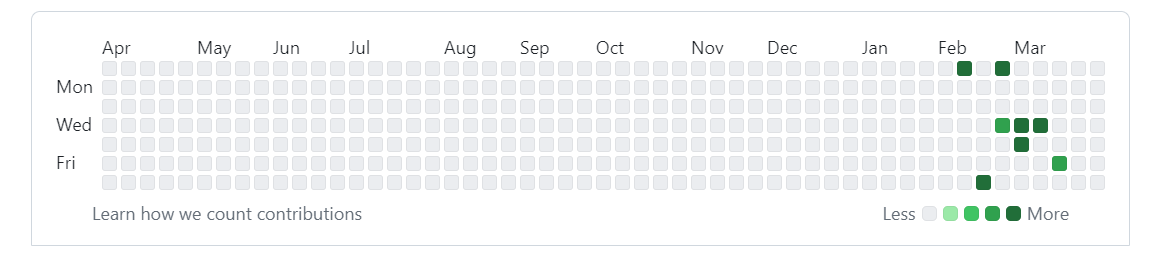 Apr May Jun Jul Aug Sep Oct Nov Dec Jan Feb Mar
Mon
Wed
Fri
Learn how we count contributions
Less More